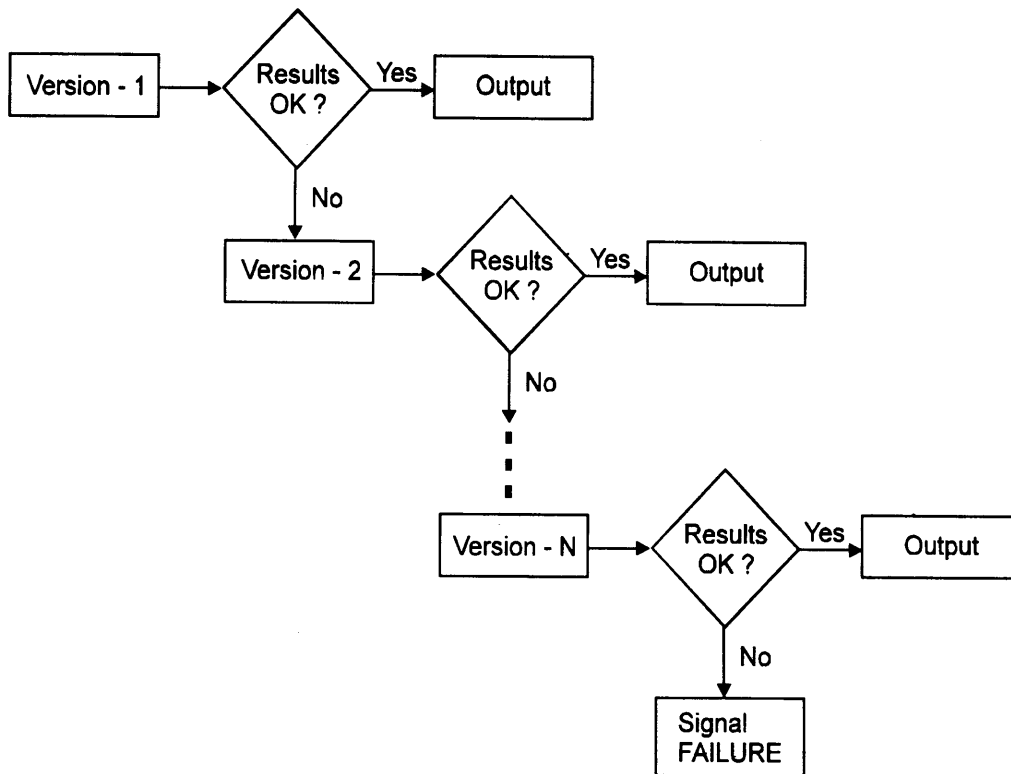 Version - 1
Results
OK ?
Yes
Output
No
Version - 2
Results
OK ?
Yes
Output
No
Version - N
Results
OK ?
Yes
Output
No
Signal
FAILURE